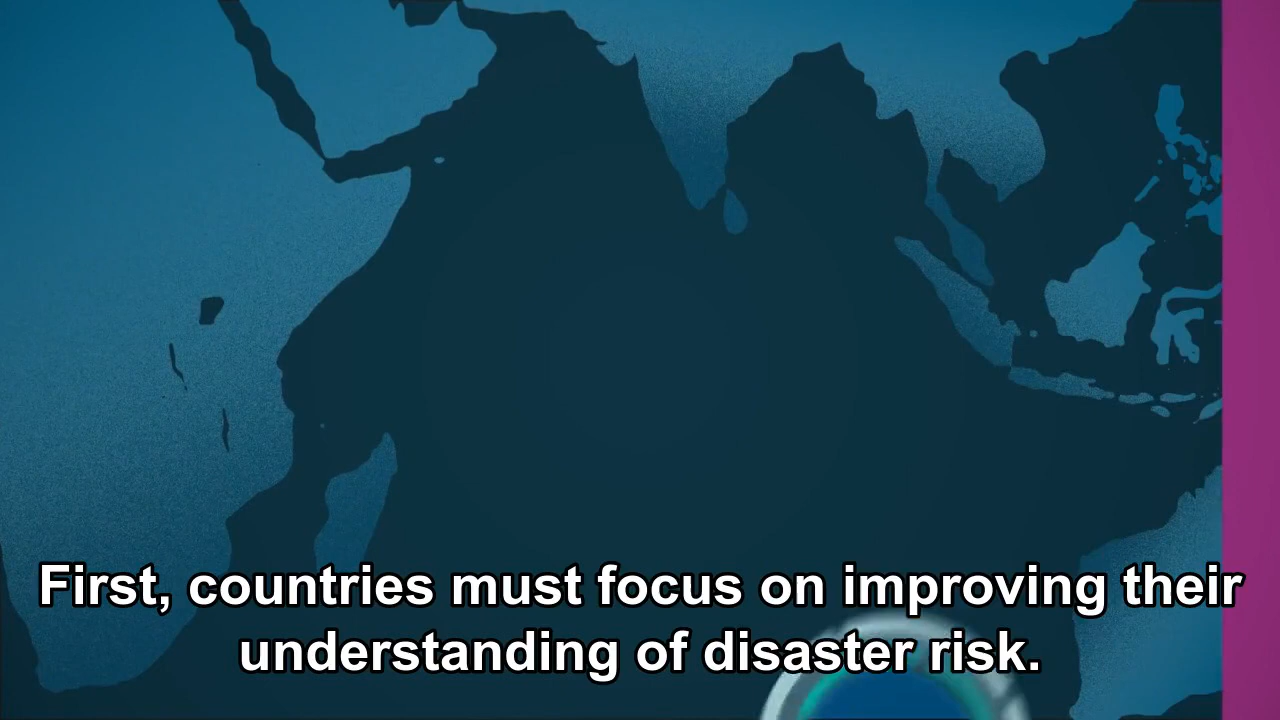 First, countries must focus on improving their
understanding of disaster risk.